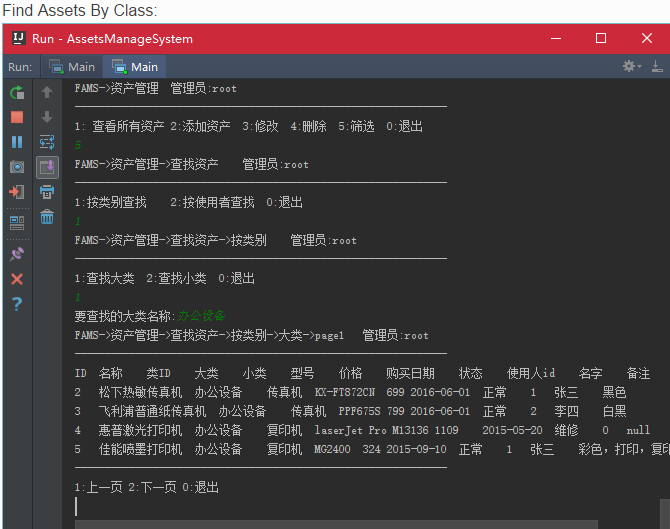 Find Assets By Class:
Run - AssetsManageSystem
Run: Main Main
FAMS->资产管理 管理员:root
1: 查看所有资产 2:添加资产 3:修改 4:删除 5:筛选 0:退出
5
FAMS->资产管理->查找资产 管理员:root
1:按类别查找 2:按使用者查找 0:退出
1
FAMS->资产管理->查找资产->按类别 管理员:root
1:查找大类 2:查找小类 0:退出
1
要查找的大类名称:办公设备
FAMS->资产管理->查找资产->按类别->大类->page1 管理员:root
ID 名称 类ID 大类 小类 型号 价格 购买日期 状态 使用人id 名字 备注
2 松下热敏传真机 办公设备 传真机 KX-FT872CN 699 2016-06-01 正常 1 张三 黑色
3 飞利浦普通纸传真机 办公设备 传真机 PPF675S 799 2016-06-01 正常 2 李四 白黑
4 惠普激光打印机 办公设备 复印机 laserJet Pro M13136 1109 2015-05-20 维修 0 null
5 佳能喷墨打印机 办公设备 复印机 MG2400 324 2015-09-10 正常 1 张三 彩色，打印，复印
1:上一页 2:下一页 0:退出